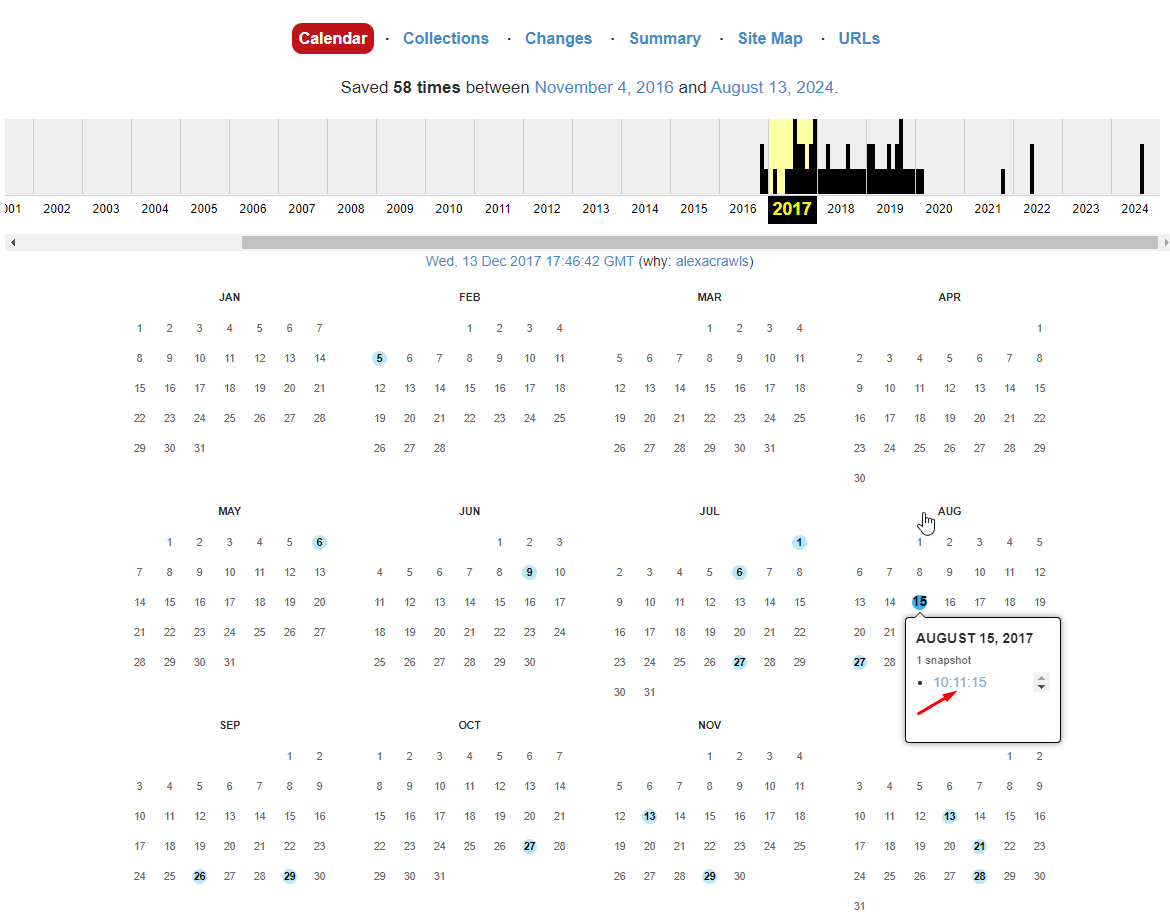 Calendar · Collections · Changes · Summary · Site Map · URLs
Saved 58 times between November 4, 2016 and August 13, 2024.
001 2002 2003 2004 2005 2006 2007 2008 2009 2010 2011 2012 2013 2014 2015 2016 2017 2018 2019 2020 2021 2022 2023 2024
Wed, 13 Dec 2017 17:46:42 GMT (why: alexacrawls)
JAN FEB MAR APR
1 2 3 4 5 6 7 1 2 3 4 1 2 3 4 1
8 9 10 11 12 13 14 5 6 7 8 9 10 11 5 6 7 8 9 10 11 2 3 4 5 6 7 8
15 16 17 18 19 20 21 12 13 14 15 16 17 18 12 13 14 15 16 17 18 9 10 11 12 13 14 15
22 23 24 25 26 27 28 19 20 21 22 23 24 25 19 20 21 22 23 24 25 16 17 18 19 20 21 22
29 30 31 26 27 28 26 27 28 29 30 31 23 24 25 26 27 28 29
30
MAY JUN JUL AUG
1 2 3 4 5 6 1 2 3 1 1 2 3 4 5
7 8 9 10 11 12 13 4 5 6 7 8 9 10 2 3 4 5 6 7 8 6 7 8 9 10 11 12
14 15 16 17 18 19 20 11 12 13 14 15 16 17 9 10 11 12 13 14 15 13 14 15 16 17 18 19
21 22 23 24 25 26 27 18 19 20 21 22 23 24 16 17 18 19 20 21 22 20 21
28 29 30 31 25 26 27 28 29 30 23 24 25 26 27 28 29 27 28
30 31
AUGUST 15, 2017
1 snapshot
• 10:11:15
SEP OCT NOV
1 2 1 2 3 4 5 6 7 1 2 3 4 1 2
3 4 5 6 7 8 9 8 9 10 11 12 13 14 5 6 7 8 9 10 11 3 4 5 6 7 8 9
10 11 12 13 14 15 16 15 16 17 18 19 20 21 12 13 14 15 16 17 18 10 11 12 13 14 15 16
17 18 19 20 21 22 23 22 23 24 25 26 27 28 19 20 21 22 23 24 25 17 18 19 20 21 22 23
24 25 26 27 28 29 30 29 30 31 26 27 28 29 30 24 25 26 27 28 29 30
31